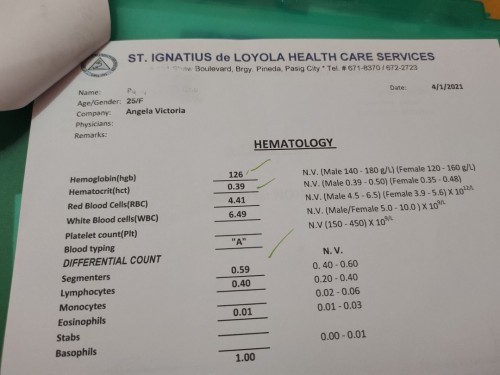 ST. IGNATIUS de LOYOLA HEALTH CARE SERVICES
Boulevard, Brgy. Pineda, Pasig City * Tel. # 671-8370 / 672-2723
Name:
Date: 4/1/2021
Age/Gender: 26/F
Company: Angela Victoria
Physicians:
Remarks:
HEMATOLOGY
Hemoglobin(hgb) 126 N.V. (Male 140 - 180 g/L) (Female 120 - 160 g/L)
Hematocrit(hct) 0.39 N.V. (Male 0.39 - 0.50) (Female 0.35 - 0.48)
Red Blood Cells(RBC) 4.41 N.V. (Male 4.5 - 6.5) (Female 3.9 - 5.6) X 10
White Blood cells(WBC) 6.49 N.V. (Male/Female 5.0 - 10.0 ) X 10
Platelet count(Plt) N.V (150 - 450) X 10
Blood typing "A"
DIFFERENTIAL COUNT N. V.
Segmenters 0.59 0. 40 - 0.60
Lymphocytes 0.40 0.20 - 0.40
Monocytes 0.02 - 0.06
Eosinophils 0.01 0.01 - 0.03
Stabs
Basophils 0.00 - 0.01
1.00